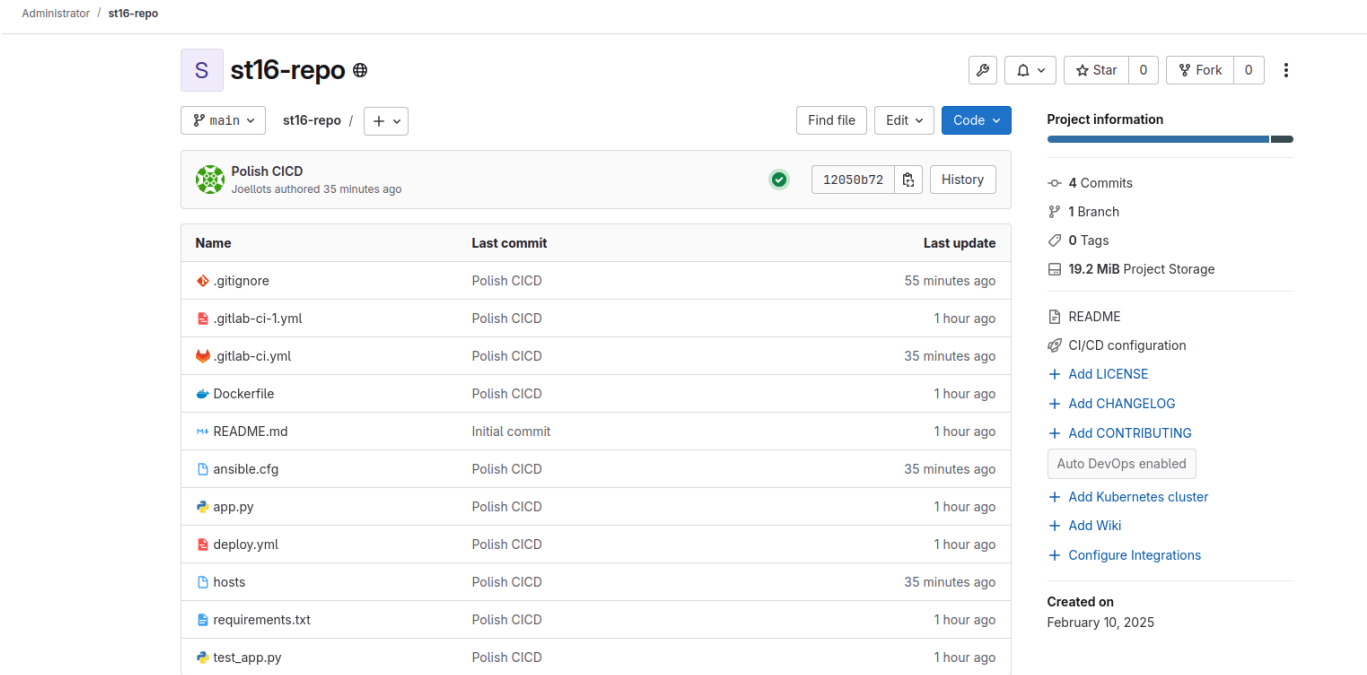 Administrator / st16-repo
S st16-repo
Star 0 Fork 0
main st16-repo / + Find file Edit Code
Polish CICD
Joellots authored 35 minutes ago
12050b72 History
Name Last commit Last update
.gitignore Polish CICD 55 minutes ago
.gitlab-ci-1.yml Polish CICD 1 hour ago
.gitlab-ci.yml Polish CICD 35 minutes ago
Dockerfile Polish CICD 1 hour ago
README.md Initial commit 1 hour ago
ansible.cfg Polish CICD 35 minutes ago
app.py Polish CICD 1 hour ago
deploy.yml Polish CICD 1 hour ago
hosts Polish CICD 35 minutes ago
requirements.txt Polish CICD 1 hour ago
test_app.py Polish CICD 1 hour ago
Project information
4 Commits
1 Branch
0 Tags
19.2 MiB Project Storage
README
CI/CD configuration
+ Add LICENSE
+ Add CHANGELOG
+ Add CONTRIBUTING
Auto DevOps enabled
+ Add Kubernetes cluster
+ Add Wiki
+ Configure Integrations
Created on
February 10, 2025